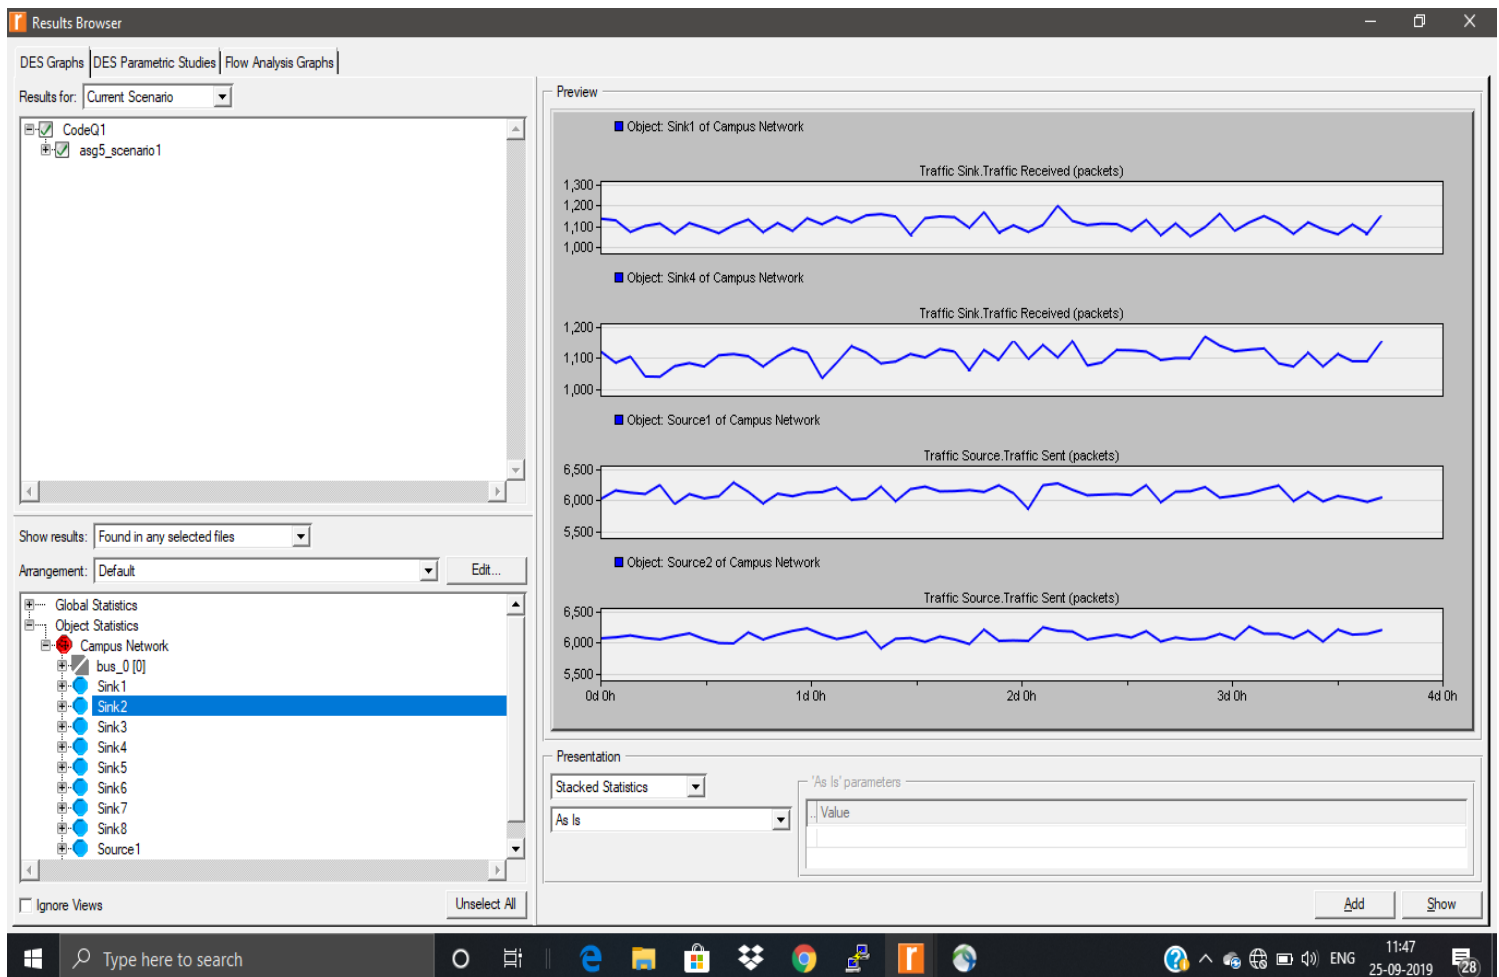 Results Browser
DES Graphs DES Parametric Studies Flow Analysis Graphs
Results for: Current Scenario
CodeQ1
asg5_scenario1
Show results: Found in any selected files
Arrangement: Default Edit...
Global Statistics
Object Statistics
Campus Network
bus_0 [0]
Sink1
Sink2
Sink3
Sink4
Sink5
Sink6
Sink7
Sink8
Source1
Ignore Views Unselect All
Preview
Object: Sink1 of Campus Network
Traffic Sink.Traffic Received (packets)
1,300
1,200
1,100
1,000
Object: Sink4 of Campus Network
Traffic Sink.Traffic Received (packets)
1,200
1,100
1,000
Object: Source1 of Campus Network
Traffic Source.Traffic Sent (packets)
6,500
6,000
5,500
Object: Source2 of Campus Network
Traffic Source.Traffic Sent (packets)
6,500
6,000
5,500
0d 0h 1d 0h 2d 0h 3d 0h 4d 0h
Presentation
Stacked Statistics
As Is
'As Is' parameters
.. Value
Add Show
Type here to search
ENG
11:47
25-09-2019
28